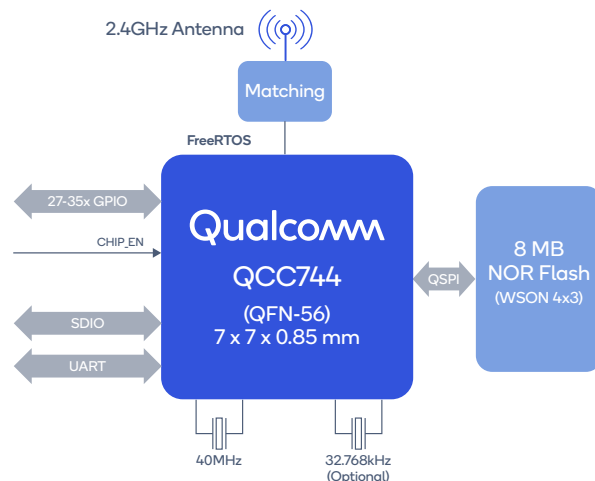 2.4GHz Antenna
Matching
FreeRTOS
27-35x GPIO
CHIP_EN
SDIO
UART
Qualcomm
QCC744
(QFN-56)
7 x 7 x 0.85 mm
QSPI
8 MB
NOR Flash
(WSON 4x3)
40MHz
32.768kHz
(Optional)